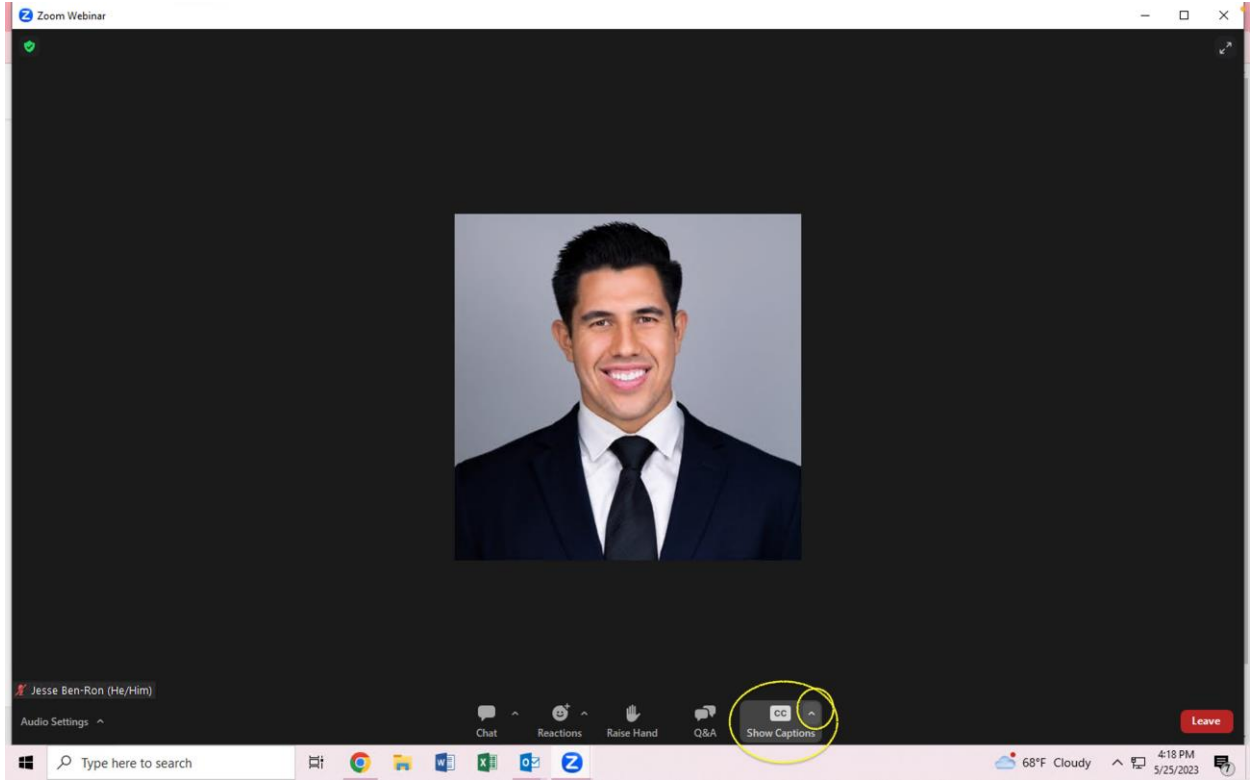 Zoom Webinar
Jesse Ben-Ron (He/Him)
Audio Settings
Chat
Reactions
Raise Hand
Q&A
CC
Show Captions
Leave
Type here to search
68°F Cloudy
4:18 PM
5/25/2023
7